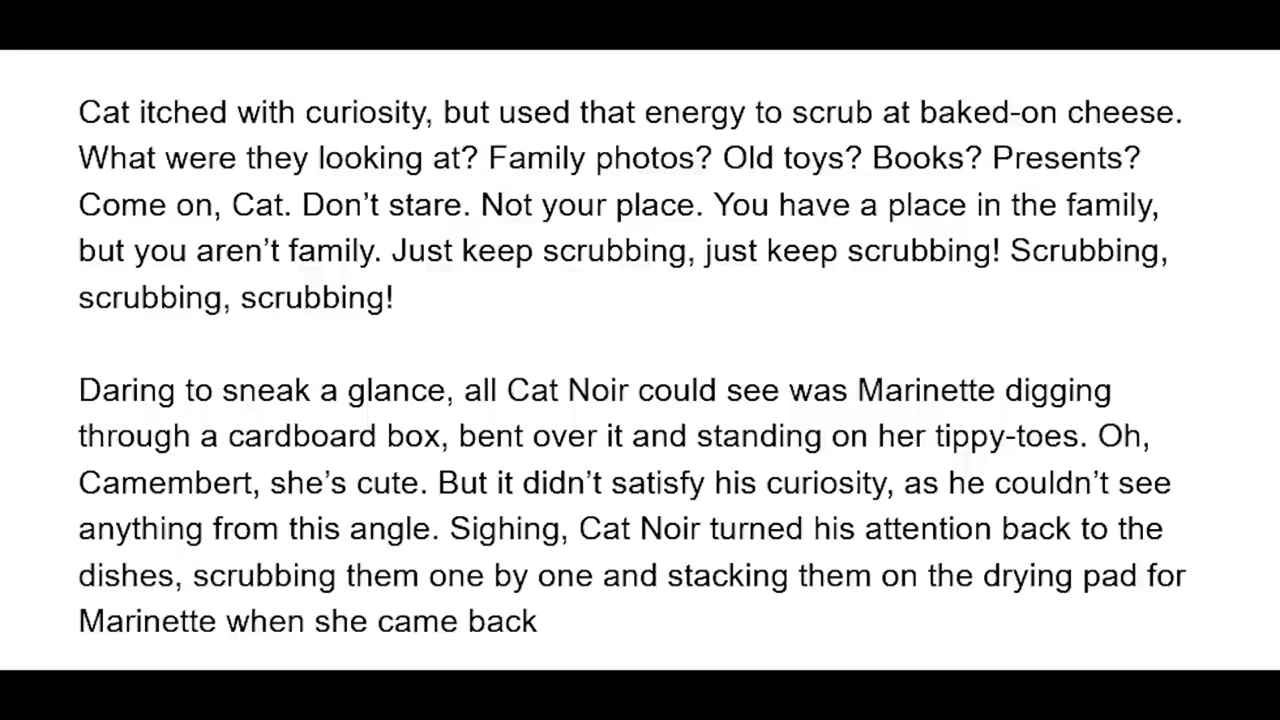 Cat itched with curiosity, but used that energy to scrub at baked-on cheese.
What were they looking at? Family photos? Old toys? Books? Presents?
Come on, Cat. Don’t stare. Not your place. You have a place in the family,
but you aren’t family. Just keep scrubbing, just keep scrubbing! Scrubbing,
scrubbing, scrubbing!
Daring to sneak a glance, all Cat Noir could see was Marinette digging
through a cardboard box, bent over it and standing on her tippy-toes. Oh,
Camembert, she’s cute. But it didn’t satisfy his curiosity, as he couldn’t see
anything from this angle. Sighing, Cat Noir turned his attention back to the
dishes, scrubbing them one by one and stacking them on the drying pad for
Marinette when she came back